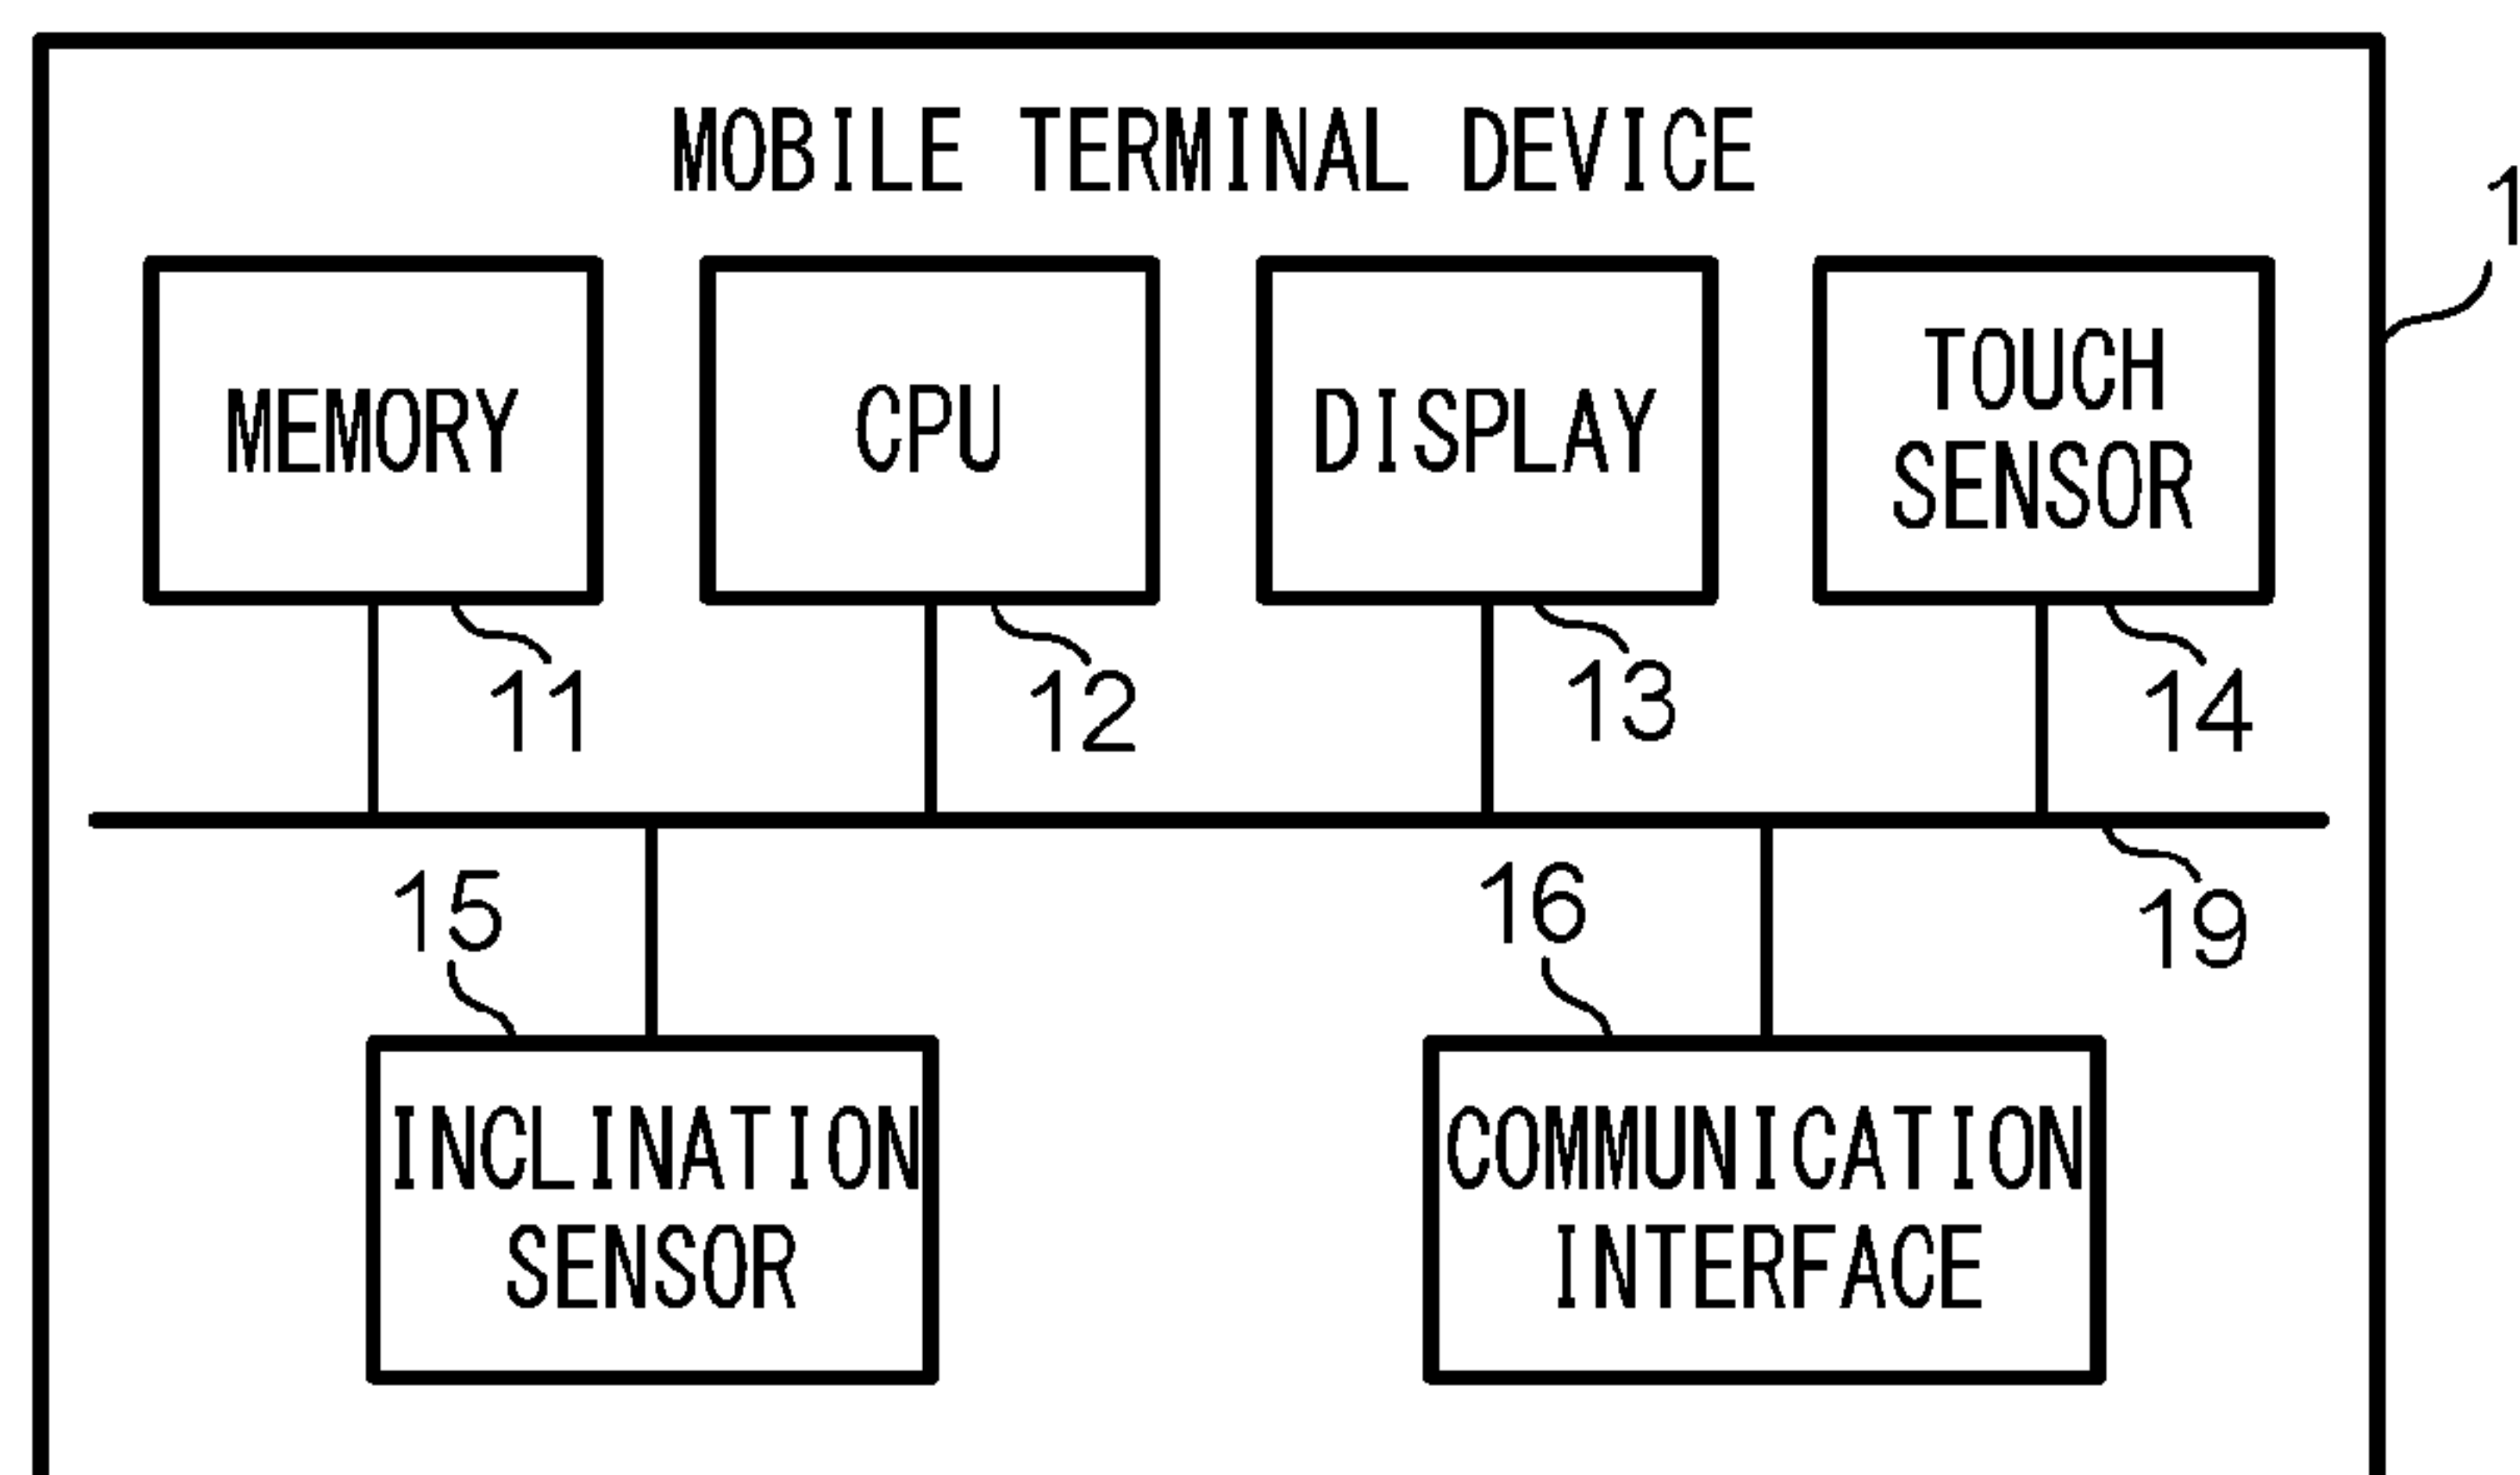 MOBILE TERMINAL DEVICE
1
MEMORY
CPU
DISPLAY
TOUCH
SENSOR
11
12
13
14
15
16
19
INCLINATION
SENSOR
COMMUNICATION
INTERFACE